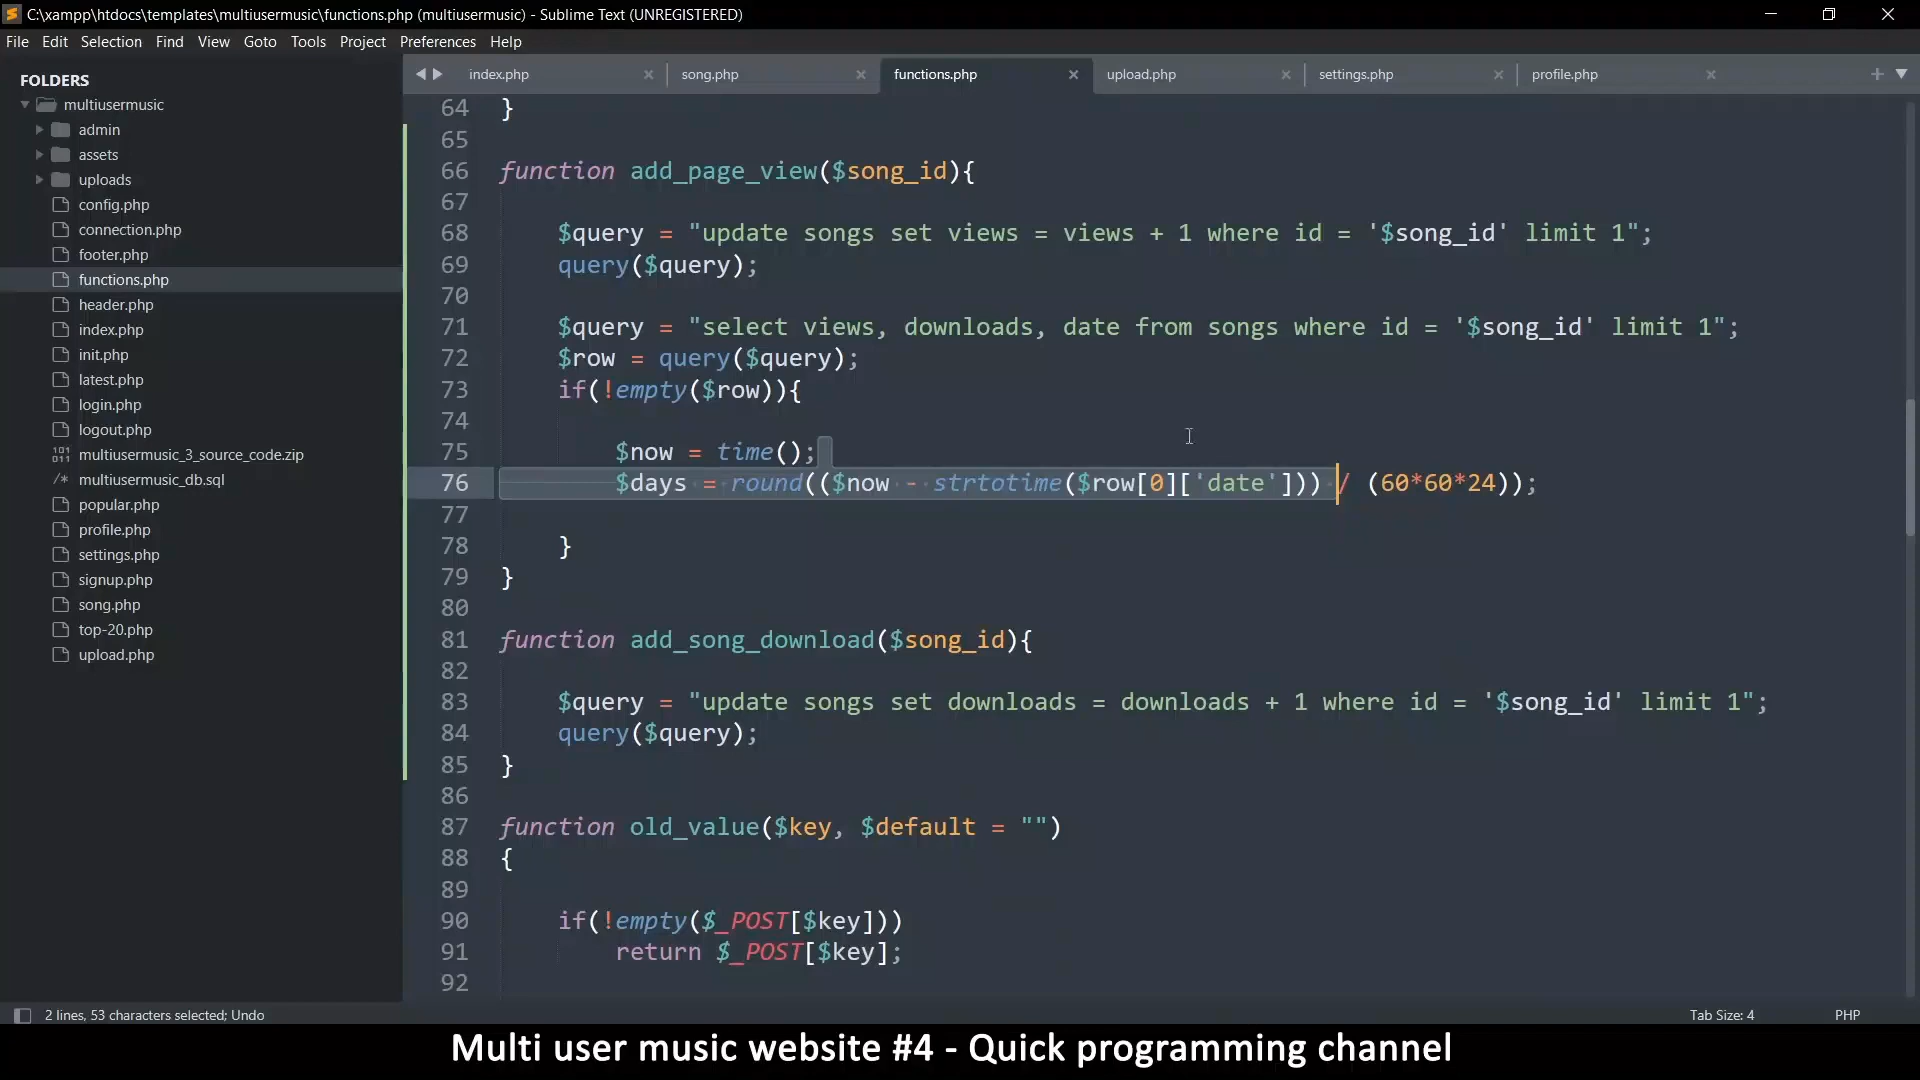 C:\xampp\htdocs\templates\multiusermusic\functions.php (multiusermusic) - Sublime Text (UNREGISTERED)
File Edit Selection Find View Goto Tools Project Preferences Help
FOLDERS
multiusermusic
admin
assets
uploads
config.php
connection.php
footer.php
functions.php
header.php
index.php
init.php
latest.php
login.php
logout.php
multiusermusic_3_source_code.zip
multiusermusic_db.sql
popular.php
profile.php
settings.php
signup.php
song.php
top-20.php
upload.php
index.php song.php functions.php upload.php settings.php profile.php
64 }
65
66 function add_page_view($song_id){
67
68 $query = "update songs set views = views + 1 where id = '$song_id' limit 1";
69 query($query);
70
71 $query = "select views, downloads, date from songs where id = '$song_id' limit 1";
72 $row = query($query);
73 if(!empty($row)){
74
75 $now = time();
76 $days = round(($now - strtotime($row[0]['date'])) / (60*60*24));
77
78 }
79 }
80
81 function add_song_download($song_id){
82
83 $query = "update songs set downloads = downloads + 1 where id = '$song_id' limit 1";
84 query($query);
85 }
86
87 function old_value($key, $default = "")
88 {
89
90 if(!empty($_POST[$key]))
91 return $_POST[$key];
92
2 lines, 53 characters selected; Undo
Tab Size: 4 PHP
Multi user music website #4 - Quick programming channel